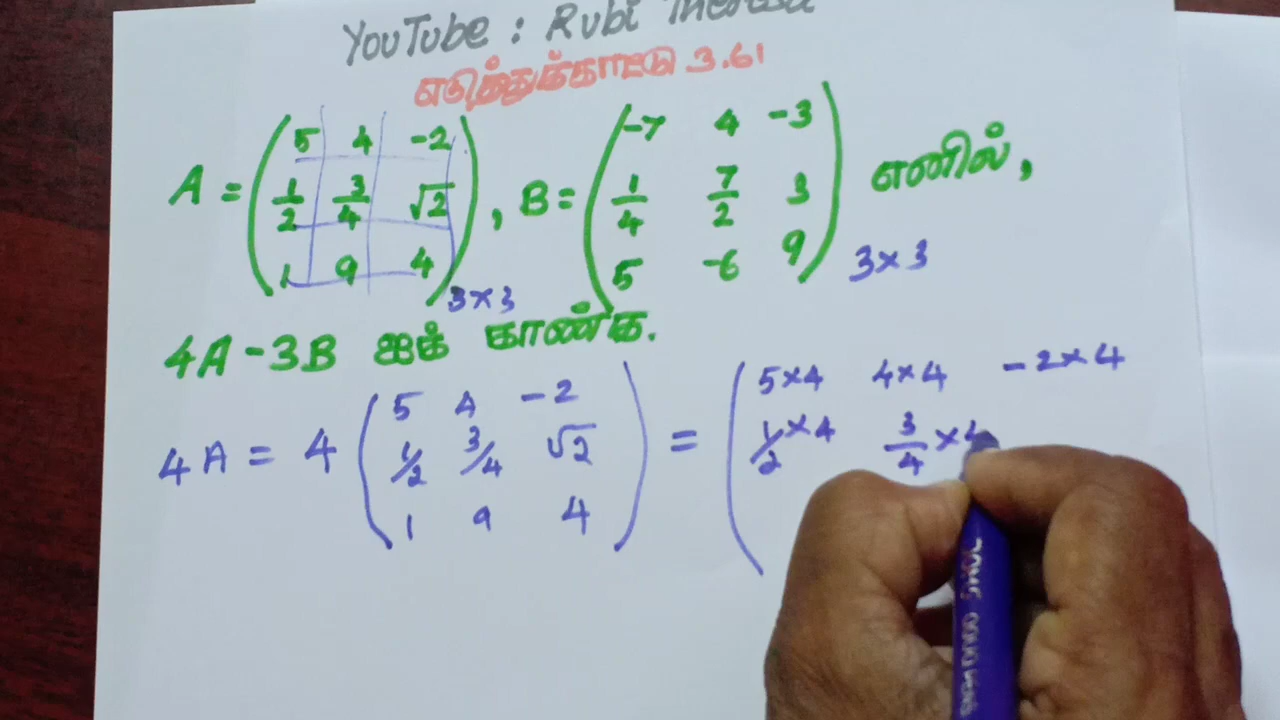 YouTube : Rubi
எடுத்துக்காட்டு 3.61
A = ( 5 4 -2
1/2 3/4 √2
1 9 4 ) 3×3 , B = ( -7 4 -3
1/4 7/2 3
5 -6 9 ) 3×3 எனில்,
4A-3B ஐக் காண்க.
4A = 4 ( 5 4 -2
1/2 3/4 √2
1 9 4 ) = ( 5×4 4×4 -2×4
1/2×4 3/4×4